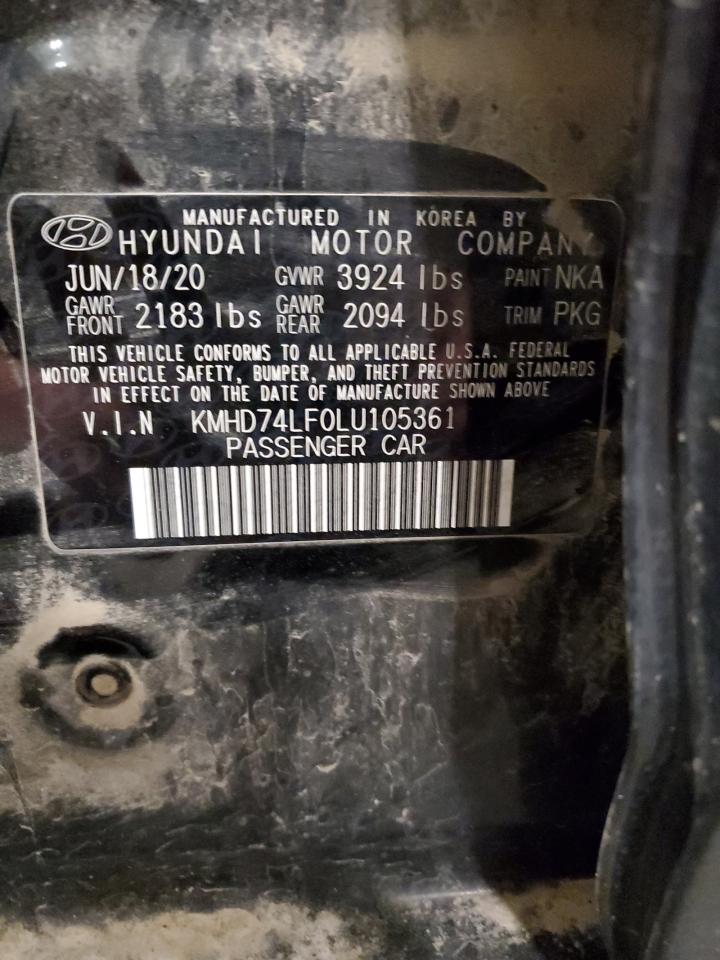 MANUFACTURED IN KOREA BY
HYUNDAI MOTOR COMPANY
JUN/18/20 GVWR 3924 lbs PAINT NKA
GAWR FRONT 2183 lbs GAWR REAR 2094 lbs TRIM PKG
THIS VEHICLE CONFORMS TO ALL APPLICABLE U.S.A. FEDERAL
MOTOR VEHICLE SAFETY, BUMPER, AND THEFT PREVENTION STANDARDS
IN EFFECT ON THE DATE OF MANUFACTURE SHOWN ABOVE
V.I.N KMHD74LF0LU105361
PASSENGER CAR